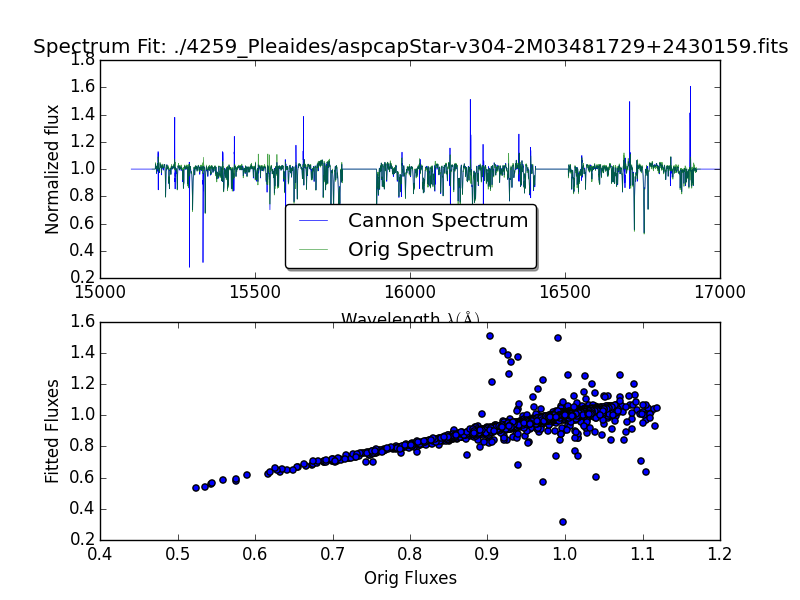 Spectrum Fit: ./4259_Pleaides/aspcapStar-v304-2M03481729+2430159.fits
Normalized flux
1.8
1.6
1.4
1.2
1.0
0.8
0.6
0.4
0.2
Cannon Spectrum
Orig Spectrum
15000 15500 16000 16500 17000
Wavelength λ(Å)
Fitted Fluxes
1.6
1.4
1.2
1.0
0.8
0.6
0.4
0.2
0.4 0.5 0.6 0.7 0.8 0.9 1.0 1.1 1.2
Orig Fluxes